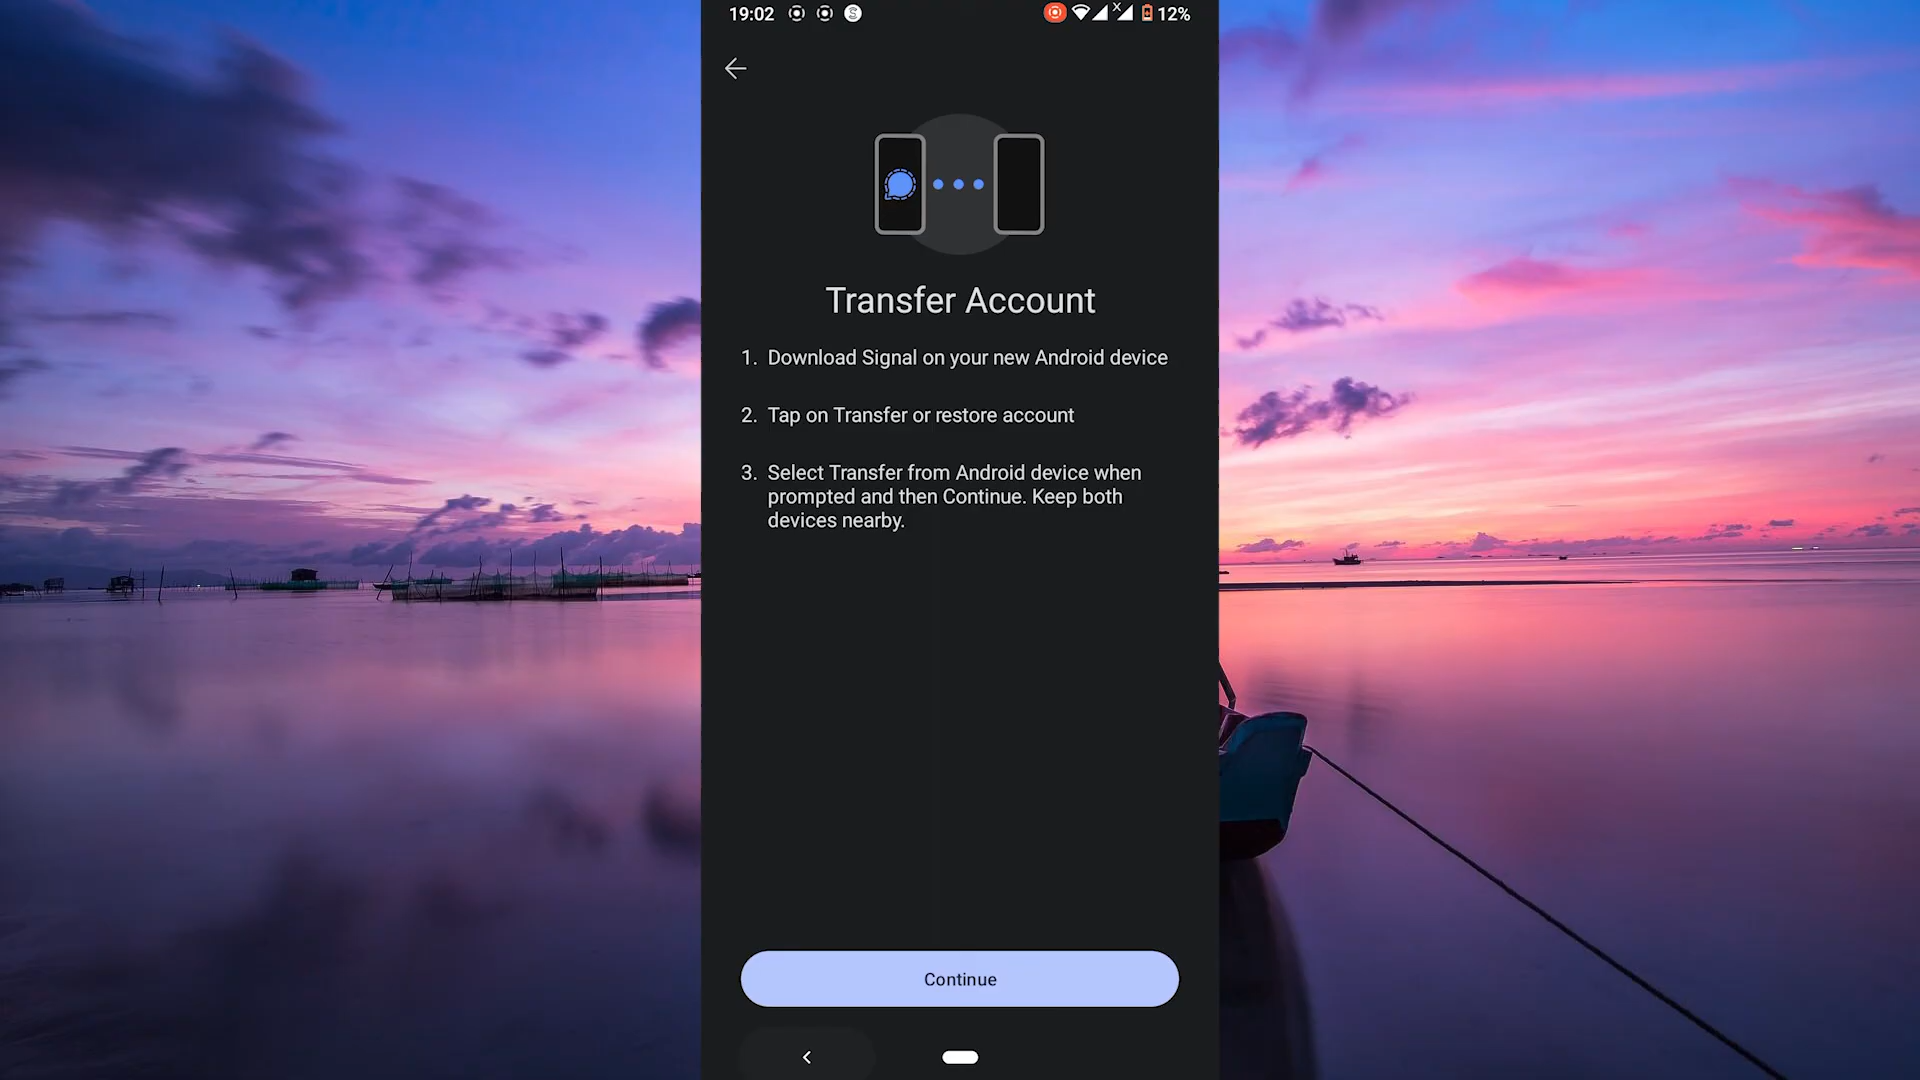 19:02
12%
Transfer Account
1. Download Signal on your new Android device
2. Tap on Transfer or restore account
3. Select Transfer from Android device when
prompted and then Continue. Keep both
devices nearby.
Continue